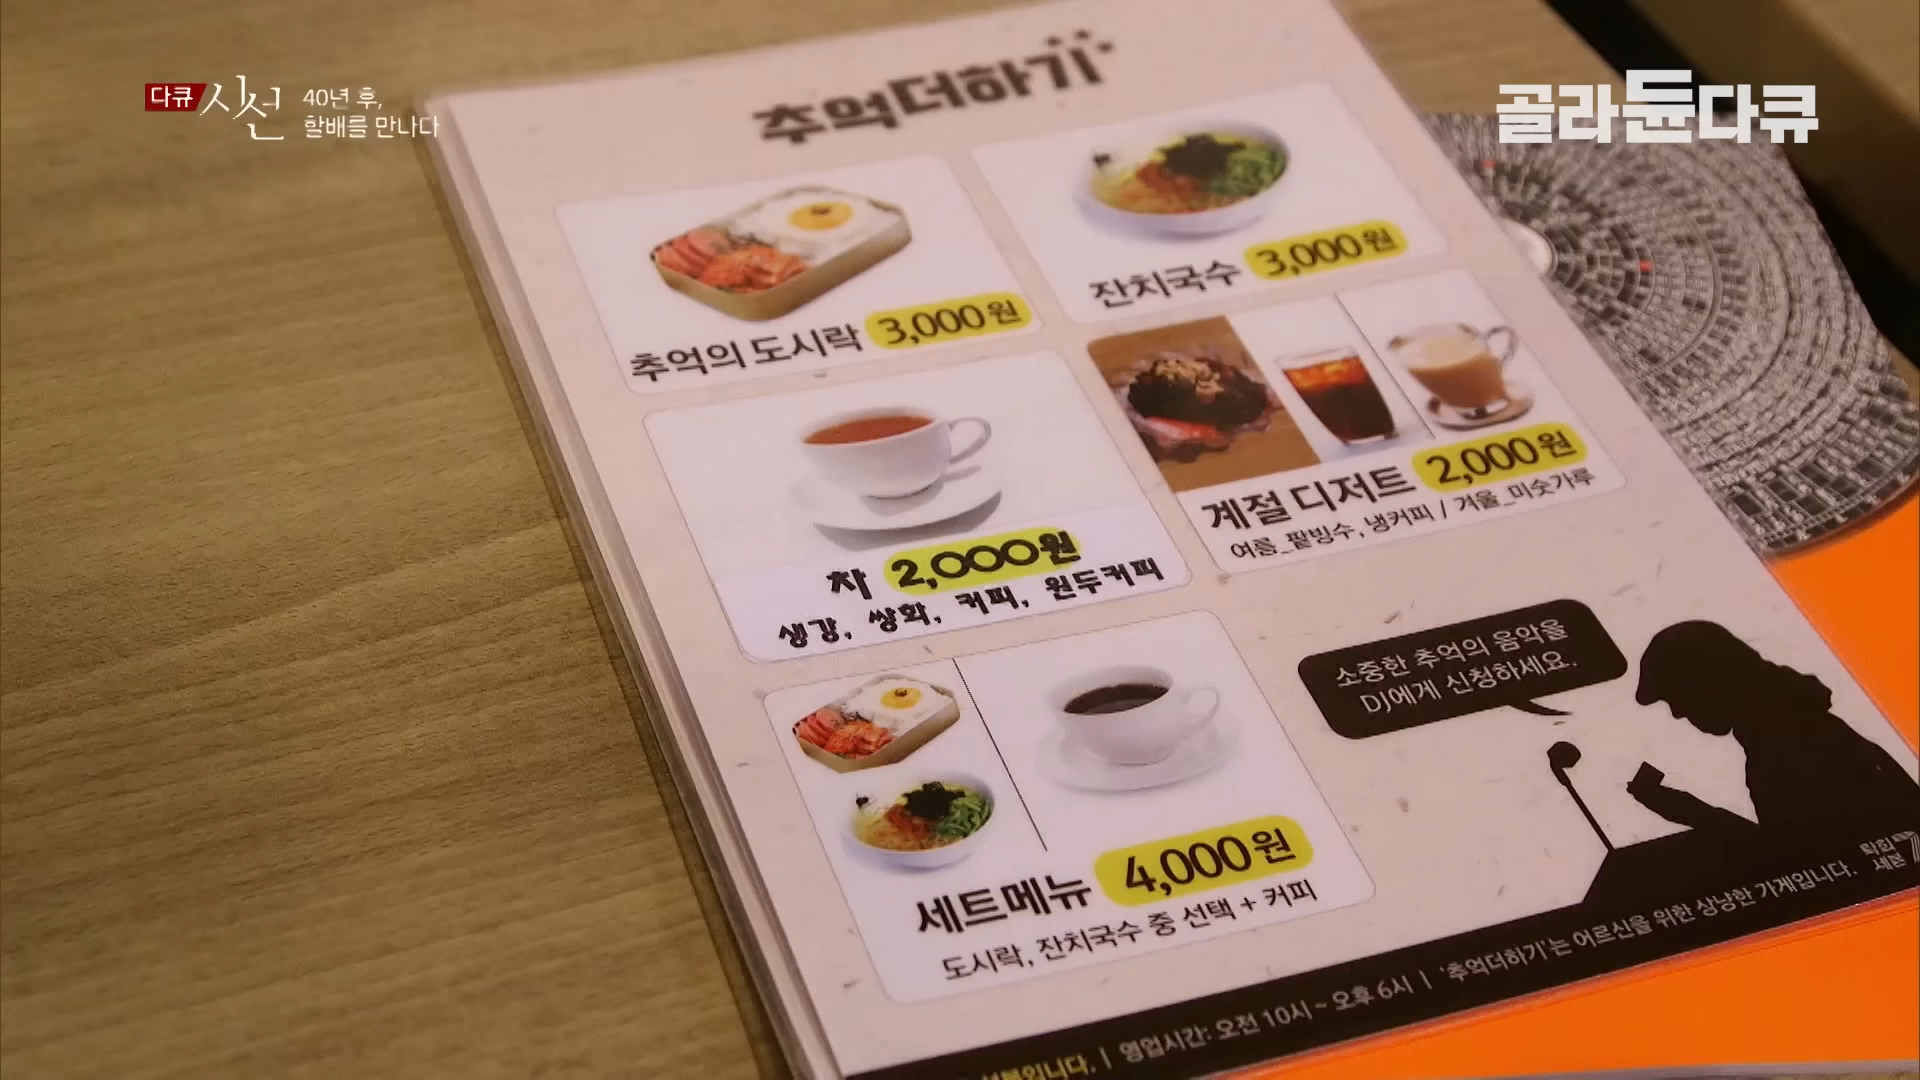 다큐 시선
40년 후,
할배를 만나다
골라듄다큐
추억더하기
추억의 도시락 3,000원
잔치국수 3,000원
차 2,000원
생강, 쌍화, 커피, 원두커피
계절 디저트 2,000원
여름_팥빙수, 냉커피 / 겨울_미숫가루
세트메뉴 4,000원
도시락, 잔치국수 중 선택 + 커피
소중한 추억의 음악을
DJ에게 신청하세요.
입니다. | 영업시간: 오전 10시 ~ 오후 6시 | '추억더하기'는 어르신을 위한 상냥한 가게입니다.